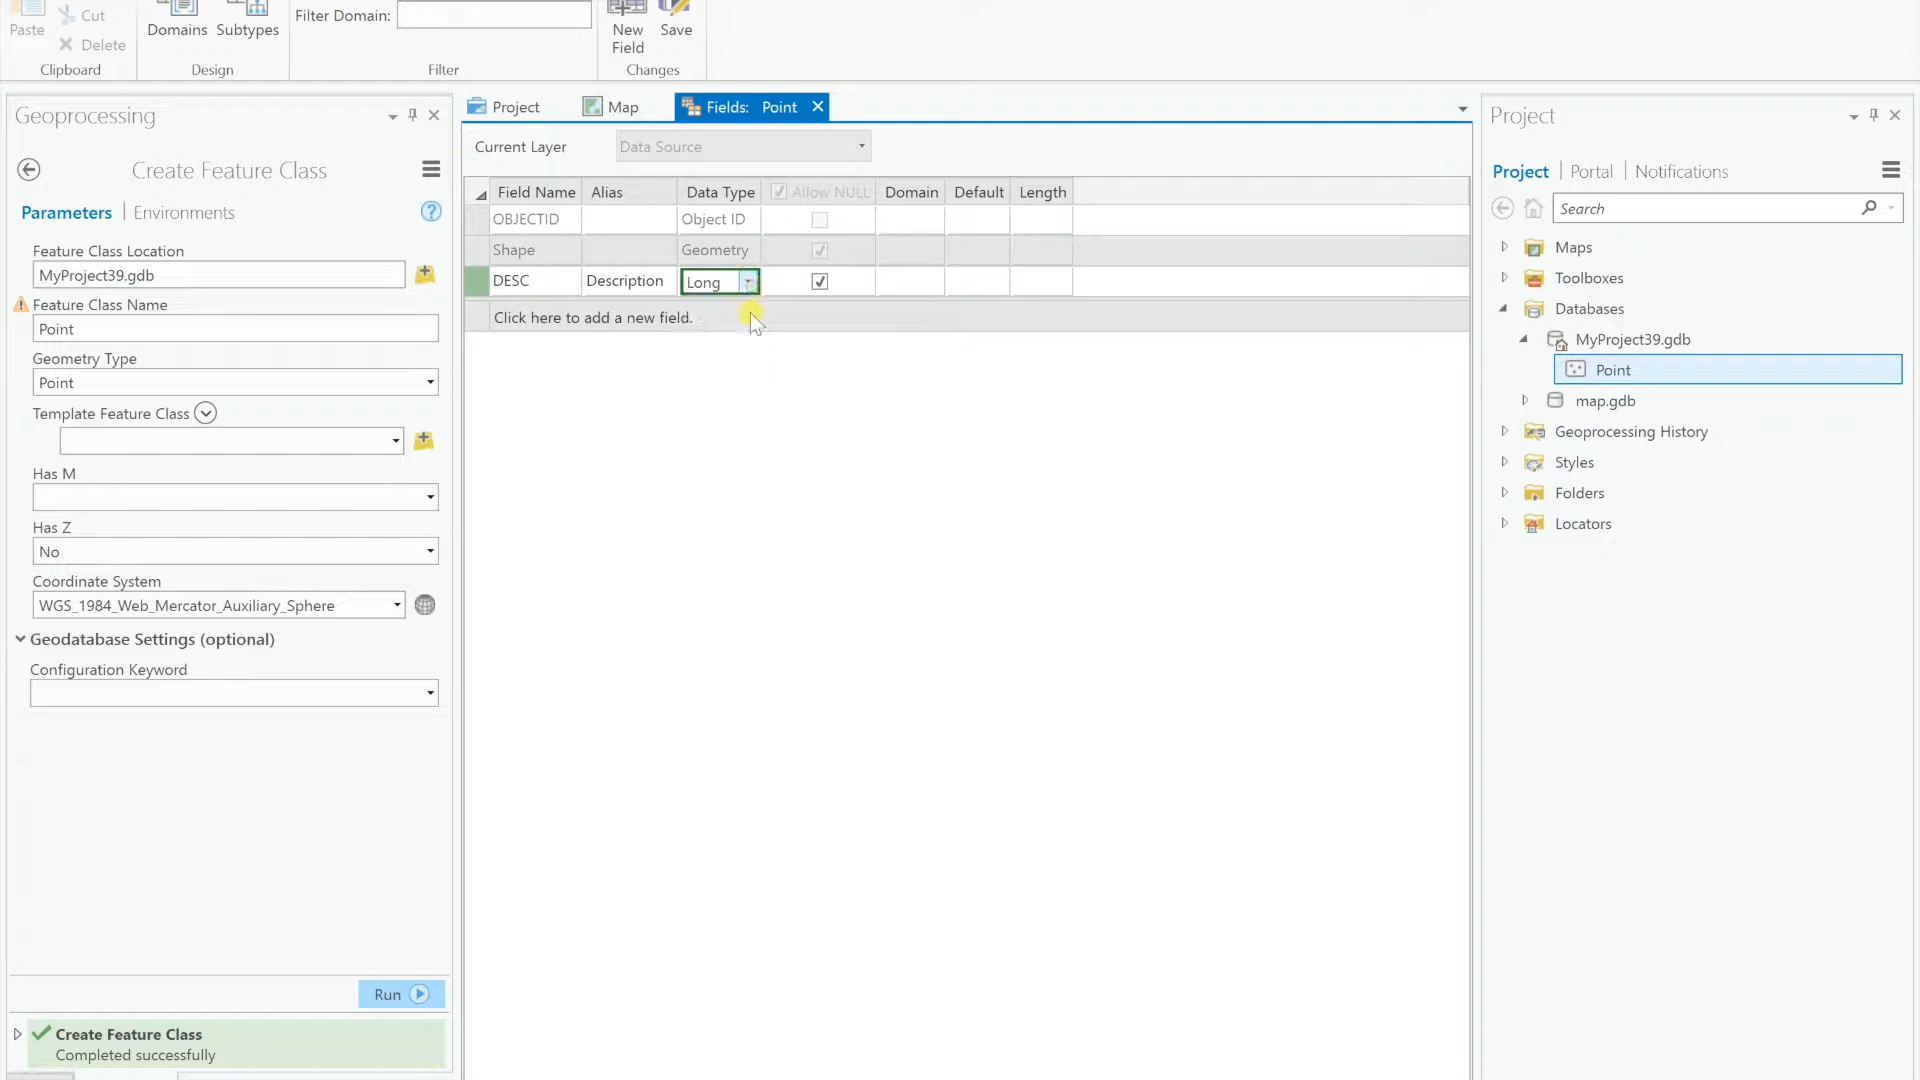 Paste
Cut
Delete
Clipboard
Domains
Subtypes
Design
Filter Domain:
Filter
New
Field
Save
Changes
Geoprocessing
Create Feature Class
Parameters
Environments
Feature Class Location
MyProject39.gdb
Feature Class Name
Point
Geometry Type
Point
Template Feature Class
Has M
Has Z
No
Coordinate System
WGS_1984_Web_Mercator_Auxiliary_Sphere
Geodatabase Settings (optional)
Configuration Keyword
Run
Create Feature Class
Completed successfully
Project
Map
Fields: Point
Current Layer
Data Source
Field Name Alias Data Type Allow NULL Domain Default Length
OBJECTID Object ID
Shape Geometry
DESC Description Long
Click here to add a new field.
Project
Project
Portal
Notifications
Search
Maps
Toolboxes
Databases
MyProject39.gdb
Point
map.gdb
Geoprocessing History
Styles
Folders
Locators